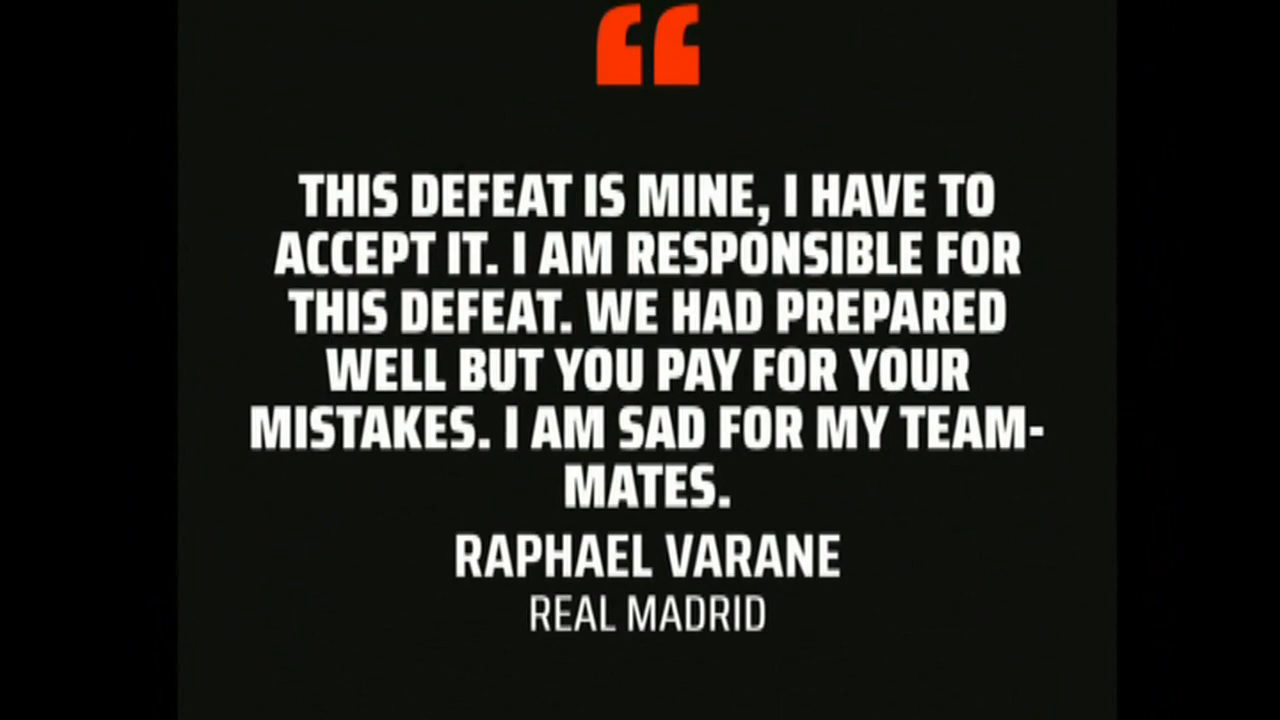 “
THIS DEFEAT IS MINE, I HAVE TO
ACCEPT IT. I AM RESPONSIBLE FOR
THIS DEFEAT. WE HAD PREPARED
WELL BUT YOU PAY FOR YOUR
MISTAKES. I AM SAD FOR MY TEAM-
MATES.
RAPHAEL VARANE
REAL MADRID